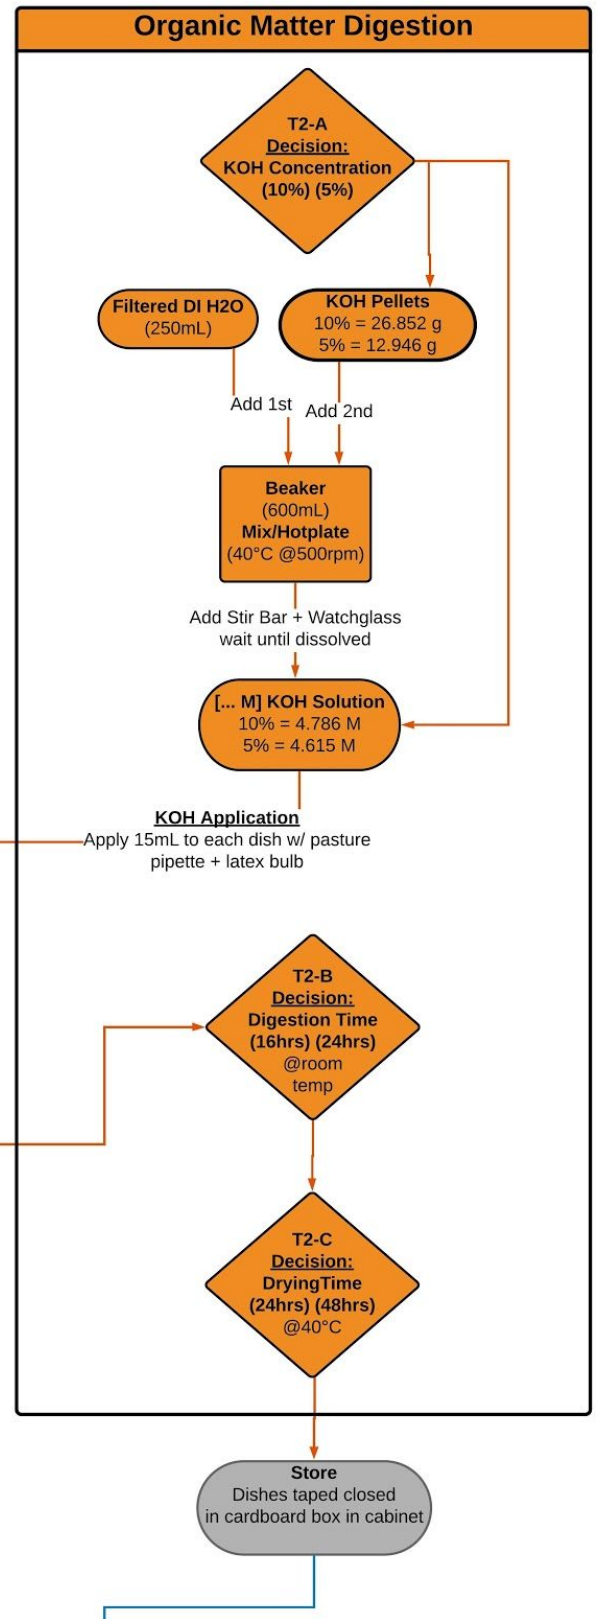 Organic Matter Digestion
T2-A
Decision:
KOH Concentration
(10%) (5%)
Filtered DI H2O
(250mL)
KOH Pellets
10% = 26.852 g
5% = 12.946 g
Add 1st
Add 2nd
Beaker
(600mL)
Mix/Hotplate
(40°C @500rpm)
Add Stir Bar + Watchglass
wait until dissolved
[... M] KOH Solution
10% = 4.786 M
5% = 4.615 M
KOH Application
Apply 15mL to each dish w/ pasture
pipette + latex bulb
T2-B
Decision:
Digestion Time
(16hrs) (24hrs)
@room
temp
T2-C
Decision:
DryingTime
(24hrs) (48hrs)
@40°C
Store
Dishes taped closed
in cardboard box in cabinet